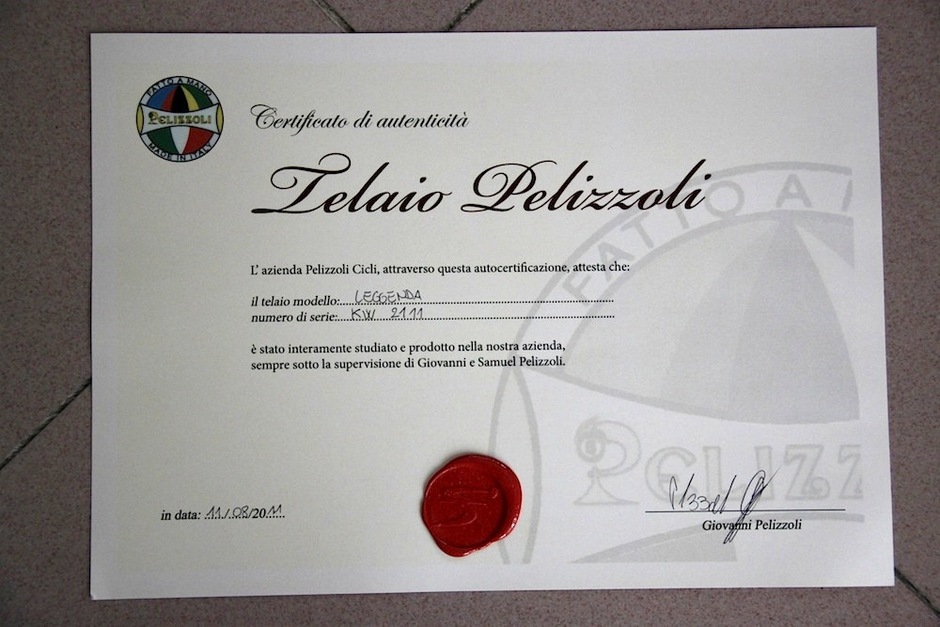 FATTO A MANO
PELIZZOLI
MADE IN ITALY
Certificato di autenticità
Telaio Pelizzoli
L' azienda Pelizzoli Cicli, attraverso questa autocertificazione, attesta che:
il telaio modello:....LEGGENDA....
numero di serie:....KW 2111....
è stato interamente studiato e prodotto nella nostra azienda,
sempre sotto la supervisione di Giovanni e Samuel Pelizzoli.
FATTO A M
PELIZZ
in data: 11/08/2011
Giovanni Pelizzoli